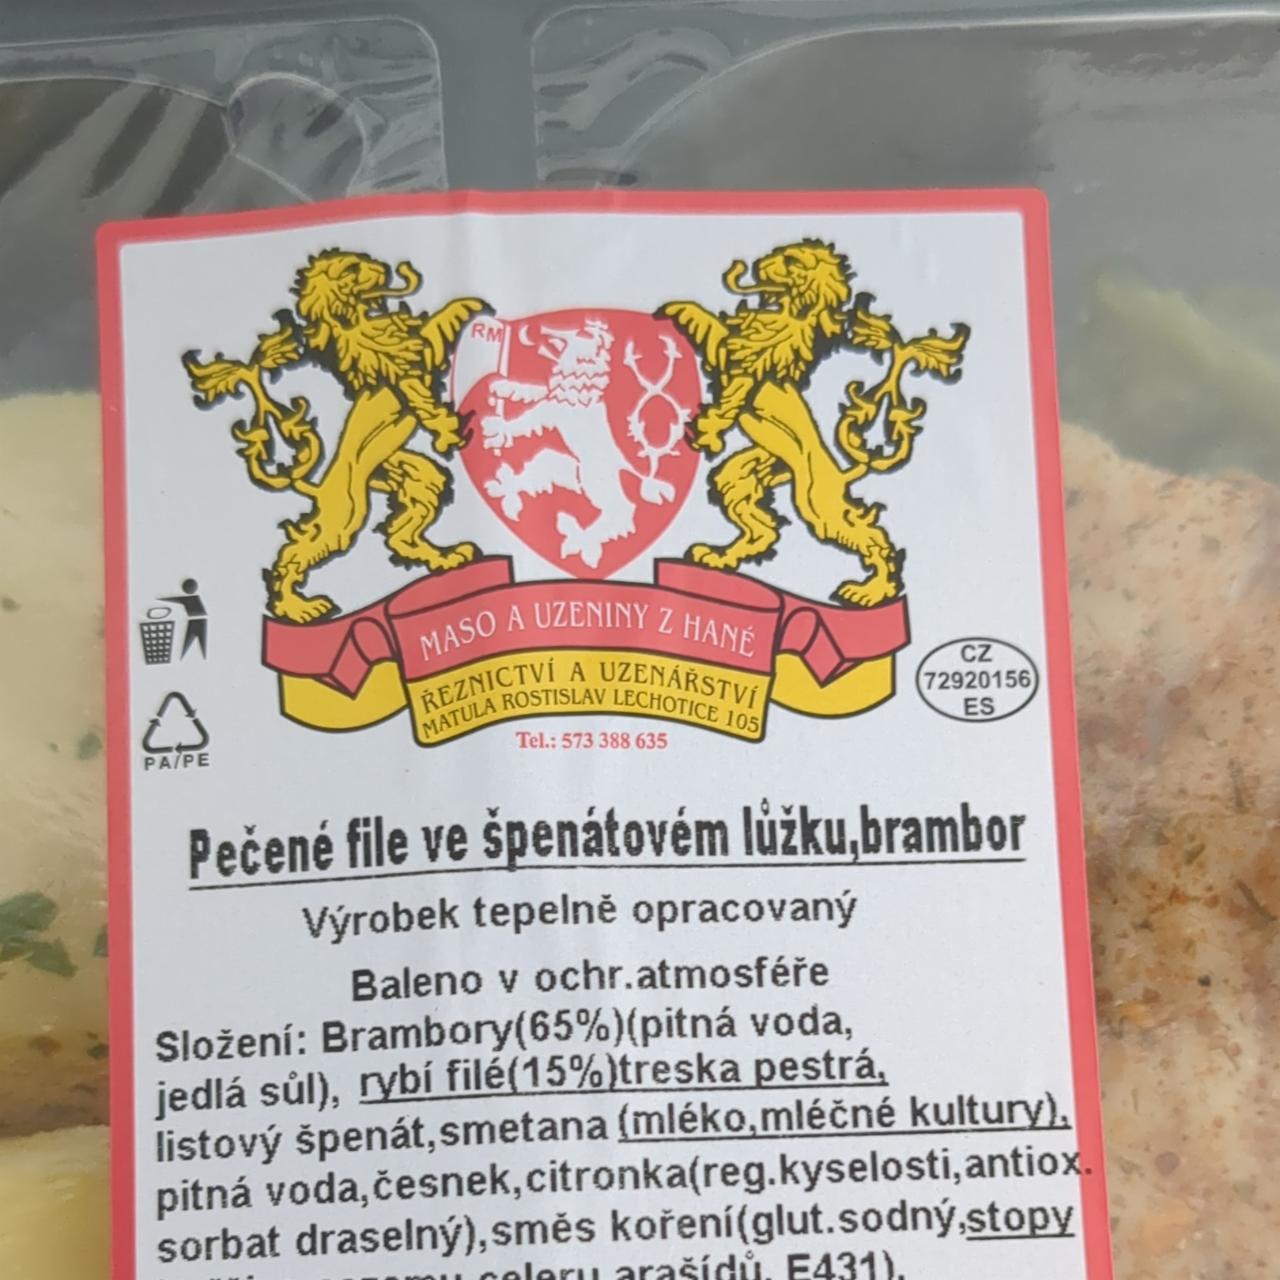 RM
MASO A UZENINY Z HANÉ
ŘEZNICTVÍ A UZENÁŘSTVÍ
MATULA ROSTISLAV LECHOTICE 105
Tel.: 573 388 635
CZ
72920156
ES
PA/PE
Pečené file ve špenátovém lůžku,brambor
Výrobek tepelně opracovaný
Baleno v ochr.atmosféře
Složení: Brambory(65%)(pitná voda,
jedlá sůl), rybí filé(15%)treska pestrá,
listový špenát,smetana (mléko,mléčné kultury),
pitná voda,česnek,citronka(reg.kyselosti,antiox.
sorbat draselný),směs koření(glut.sodný,stopy
celeru,arašídů, E431),